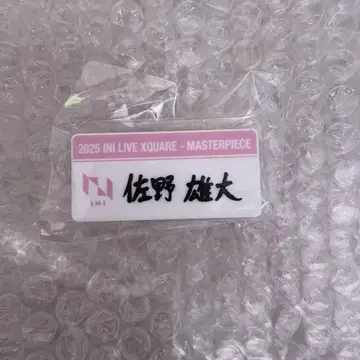 2025 INI LIVE XQUARE - MASTERPIECE
佐野 雄大
INI